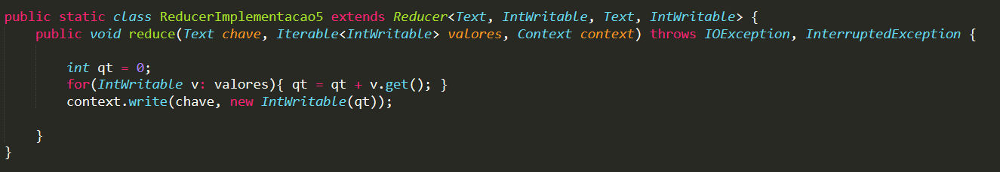 public static class ReducerImplementacao5 extends Reducer<Text, IntWritable, Text, IntWritable> {
public void reduce(Text chave, Iterable<IntWritable> valores, Context context) throws IOException, InterruptedException {
int qt = 0;
for(IntWritable v: valores){ qt = qt + v.get(); }
context.write(chave, new IntWritable(qt));
}
}